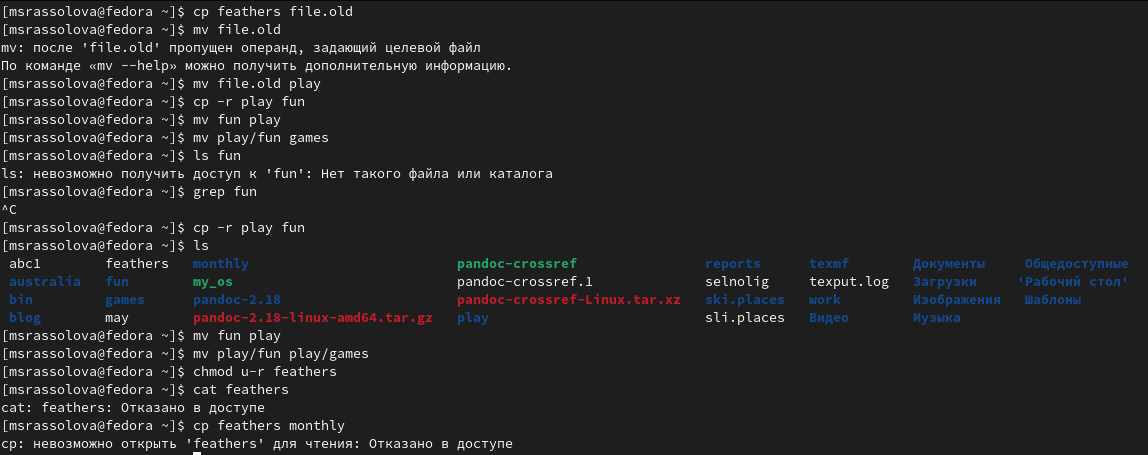 [msrassolova@fedora ~]$ cp feathers file.old
[msrassolova@fedora ~]$ mv file.old
mv: после 'file.old' пропущен операнд, задающий целевой файл
По команде «mv --help» можно получить дополнительную информацию.
[msrassolova@fedora ~]$ mv file.old play
[msrassolova@fedora ~]$ cp -r play fun
[msrassolova@fedora ~]$ mv fun play
[msrassolova@fedora ~]$ mv play/fun games
[msrassolova@fedora ~]$ ls fun
ls: невозможно получить доступ к 'fun': Нет такого файла или каталога
[msrassolova@fedora ~]$ grep fun
^C
[msrassolova@fedora ~]$ cp -r play fun
[msrassolova@fedora ~]$ ls
abc1 feathers monthly pandoc-crossref reports texmf Документы Общедоступные
australia fun my_os pandoc-crossref.1 selnolig texput.log Загрузки 'Рабочий стол'
bin games pandoc-2.18 pandoc-crossref-Linux.tar.xz ski.places work Изображения Шаблоны
blog may pandoc-2.18-linux-amd64.tar.gz play sli.places Видео Музыка
[msrassolova@fedora ~]$ mv fun play
[msrassolova@fedora ~]$ mv play/fun play/games
[msrassolova@fedora ~]$ chmod u-r feathers
[msrassolova@fedora ~]$ cat feathers
cat: feathers: Отказано в доступе
[msrassolova@fedora ~]$ cp feathers monthly
cp: невозможно открыть 'feathers' для чтения: Отказано в доступе